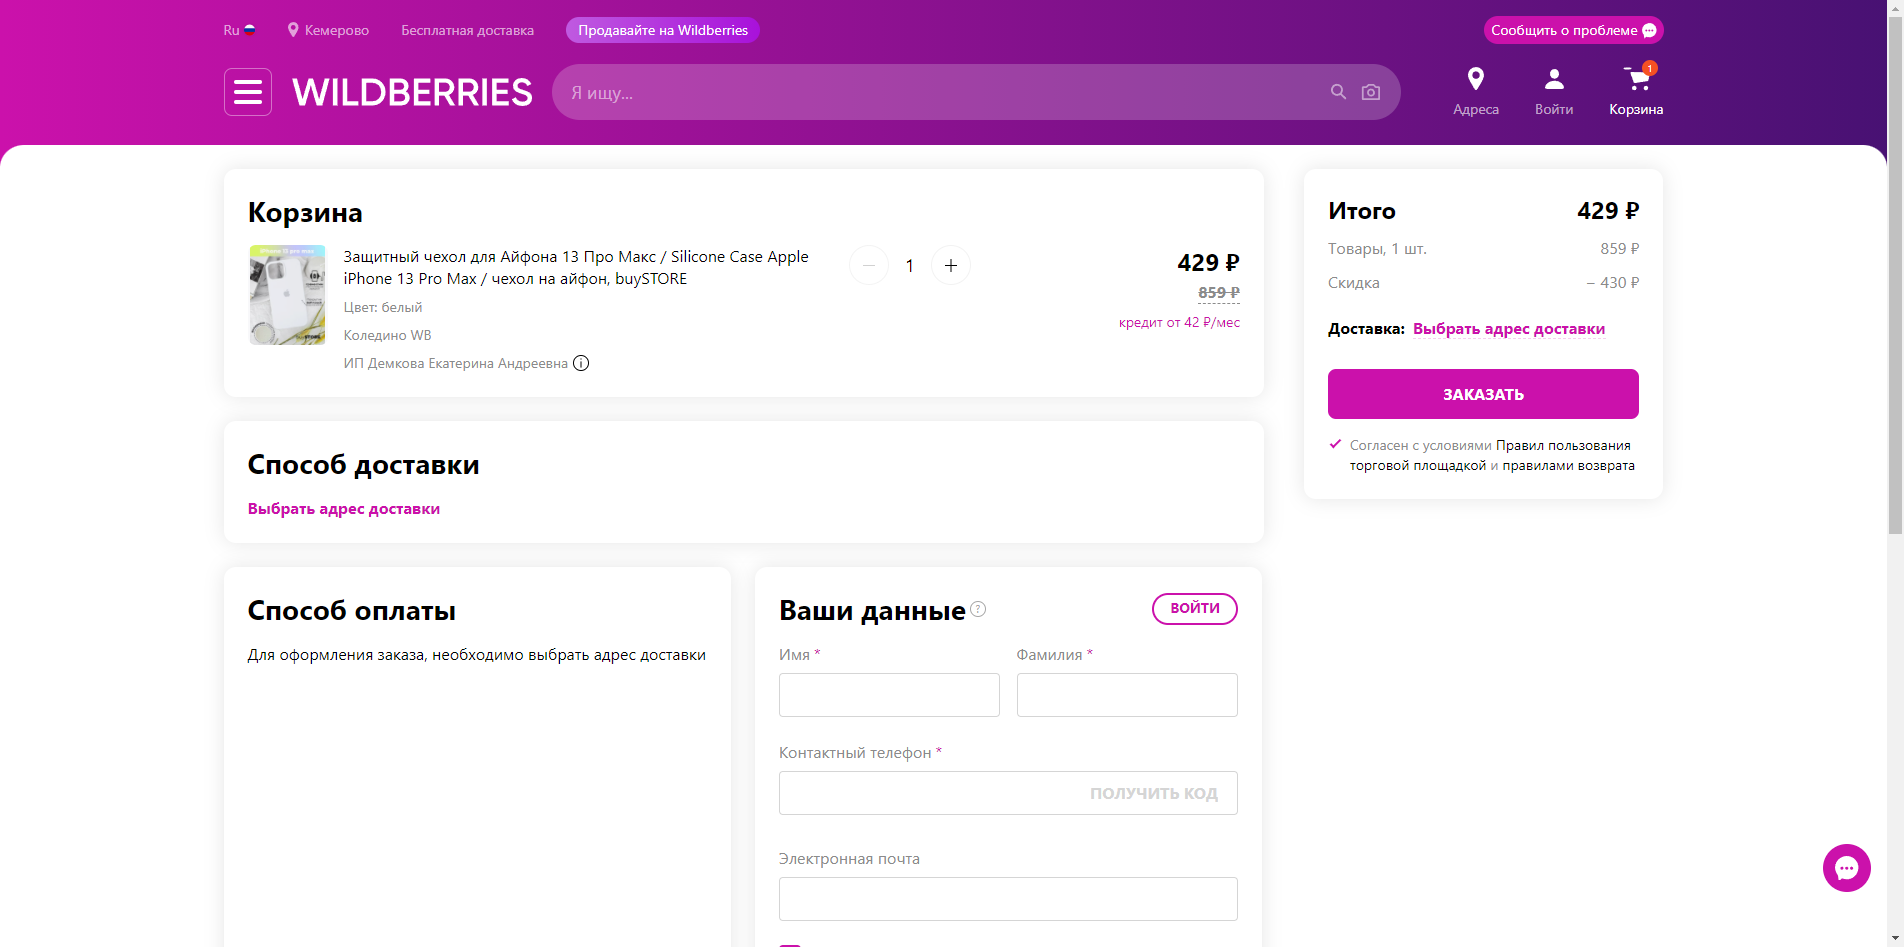 Ru
Кемерово
Бесплатная доставка
Продавайте на Wildberries
Сообщить о проблеме
WILDBERRIES
Я ищу...
Адреса
Войти
1
Корзина
Корзина
Защитный чехол для Айфона 13 Про Макс / Silicone Case Apple
iPhone 13 Pro Max / чехол на айфон, buySTORE
Цвет: белый
Коледино WB
ИП Демкова Екатерина Андреевна
1
429 ₽
859 ₽
кредит от 42 ₽/мес
Итого 429 ₽
Товары, 1 шт. 859 ₽
Скидка − 430 ₽
Доставка: Выбрать адрес доставки
ЗАКАЗАТЬ
Согласен с условиями Правил пользования
торговой площадкой и правилами возврата
Способ доставки
Выбрать адрес доставки
Способ оплаты
Для оформления заказа, необходимо выбрать адрес доставки
Ваши данные ?
ВОЙТИ
Имя *
Фамилия *
Контактный телефон *
ПОЛУЧИТЬ КОД
Электронная почта